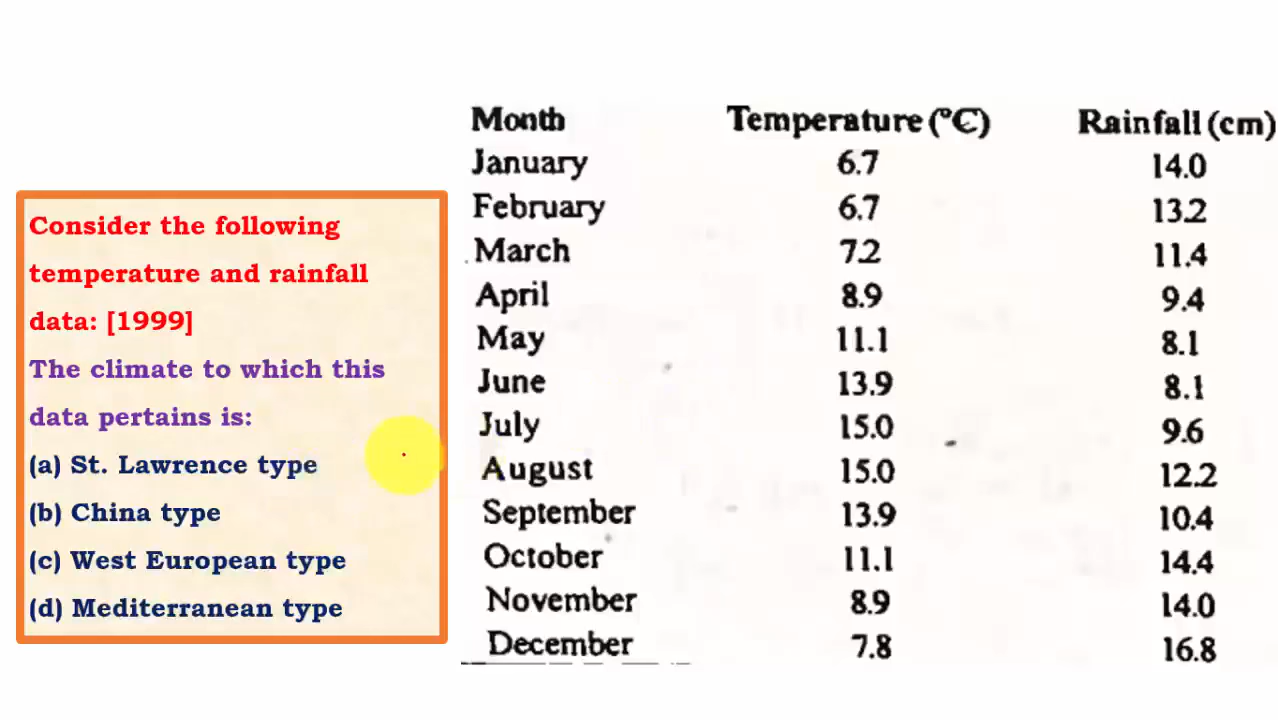 Consider the following
temperature and rainfall
data: [1999]
The climate to which this
data pertains is:
(a) St. Lawrence type
(b) China type
(c) West European type
(d) Mediterranean type
Month Temperature (°C) Rainfall (cm)
January 6.7 14.0
February 6.7 13.2
March 7.2 11.4
April 8.9 9.4
May 11.1 8.1
June 13.9 8.1
July 15.0 9.6
August 15.0 12.2
September 13.9 10.4
October 11.1 14.4
November 8.9 14.0
December 7.8 16.8